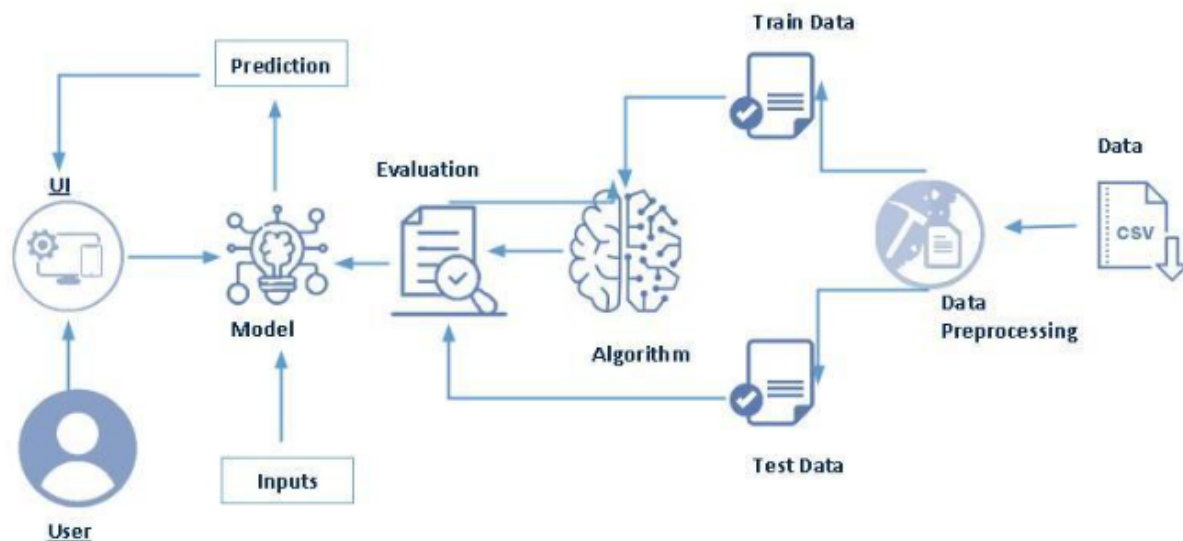 Train Data
Prediction
Data
Evaluation
UI
CSV
Model
Data
Preprocessing
Algorithm
Test Data
Inputs
User